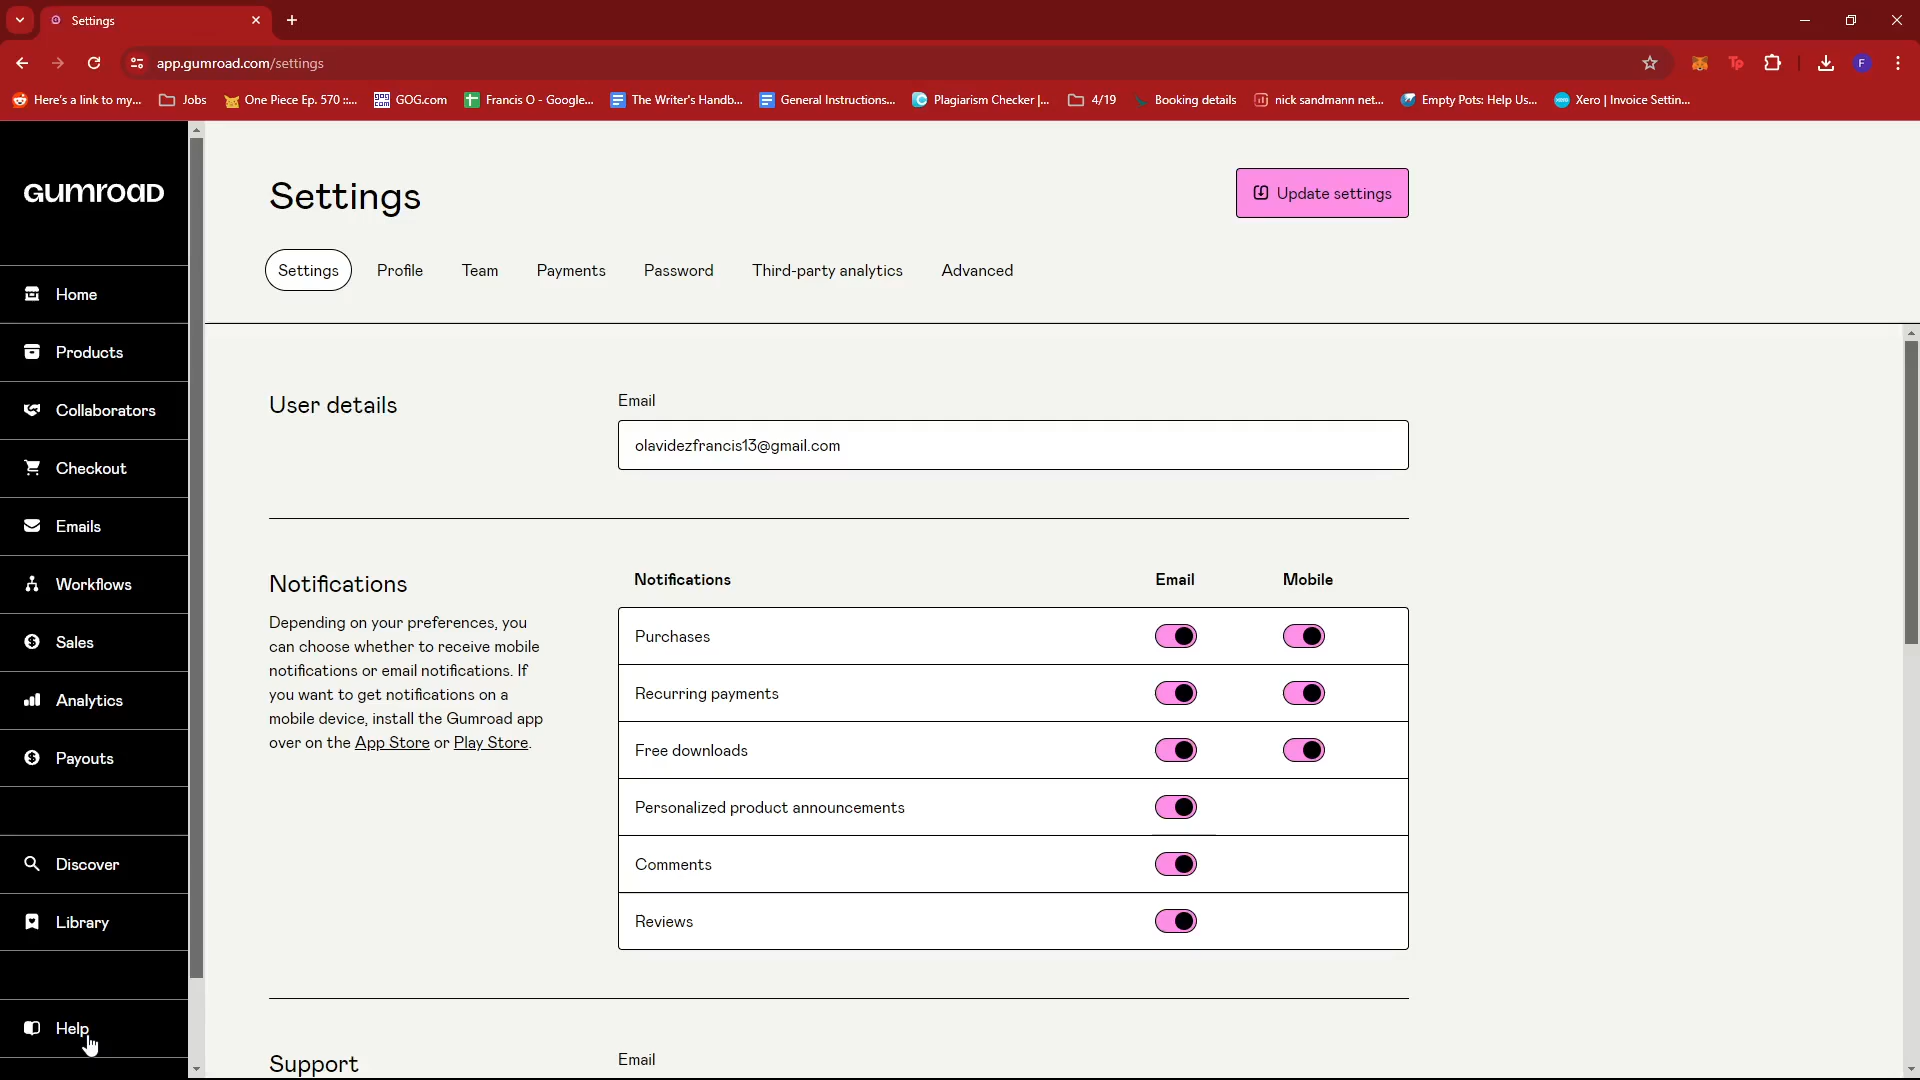 Settings
app.gumroad.com/settings
Here's a link to my...
Jobs
One Piece Ep. 570 ::...
GOG.com
Francis O - Google...
The Writer's Handb...
General Instructions...
Plagiarism Checker |...
4/19
Booking details
nick sandmann net...
Empty Pots: Help Us...
Xero | Invoice Settin...
GUMROAD
Home
Products
Collaborators
Checkout
Emails
Workflows
Sales
Analytics
Payouts
Discover
Library
Help
Settings
Update settings
Settings
Profile
Team
Payments
Password
Third-party analytics
Advanced
User details
Email
olavidezfrancis13@gmail.com
Notifications
Depending on your preferences, you
can choose whether to receive mobile
notifications or email notifications. If
you want to get notifications on a
mobile device, install the Gumroad app
over on the App Store or Play Store.
Notifications
Email
Mobile
Purchases
Recurring payments
Free downloads
Personalized product announcements
Comments
Reviews
Support
Email
Tp
F